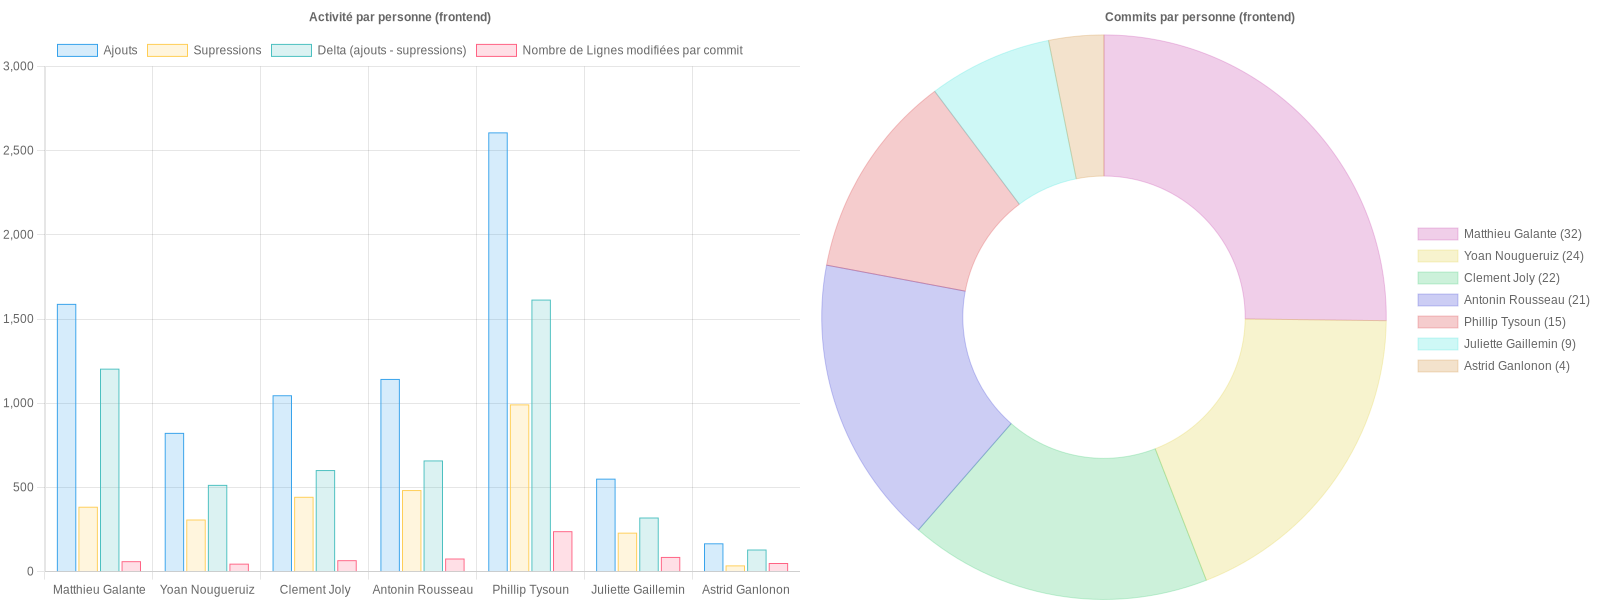 Activité par personne (frontend)
Ajouts
Supressions
Delta (ajouts - supressions)
Nombre de Lignes modifiées par commit
3,000
2,500
2,000
1,500
1,000
500
0
Matthieu Galante
Yoan Nougueruiz
Clement Joly
Antonin Rousseau
Phillip Tysoun
Juliette Gaillemin
Astrid Ganlonon
Commits par personne (frontend)
Matthieu Galante (32)
Yoan Nougueruiz (24)
Clement Joly (22)
Antonin Rousseau (21)
Phillip Tysoun (15)
Juliette Gaillemin (9)
Astrid Ganlonon (4)